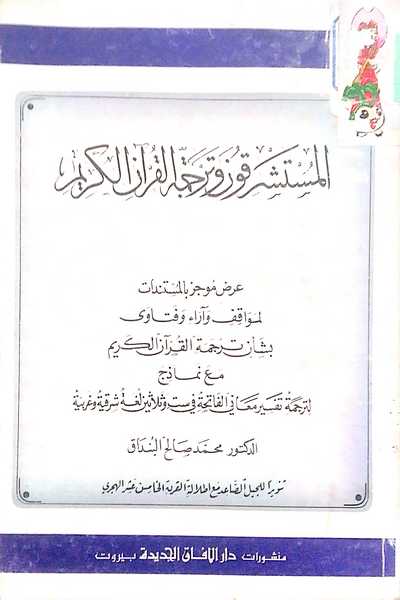 المستشرقون وترجمة القرآن الكريم
عرض موجز بالمستندات
لمواقف وآراء وفتاوى
بشأن ترجمة القرآن الكريم
مع نماذج
لترجمة تفسير معاني الفاتحة في ست وثلاثين لغة شرقية وغربية
الدكتور محمد صالح البنداق
تنويرًا للجيل الصاعد مع اطلالة القرن الخامس عشر الهجري
منشورات دار الافاق الجديدة بيروت